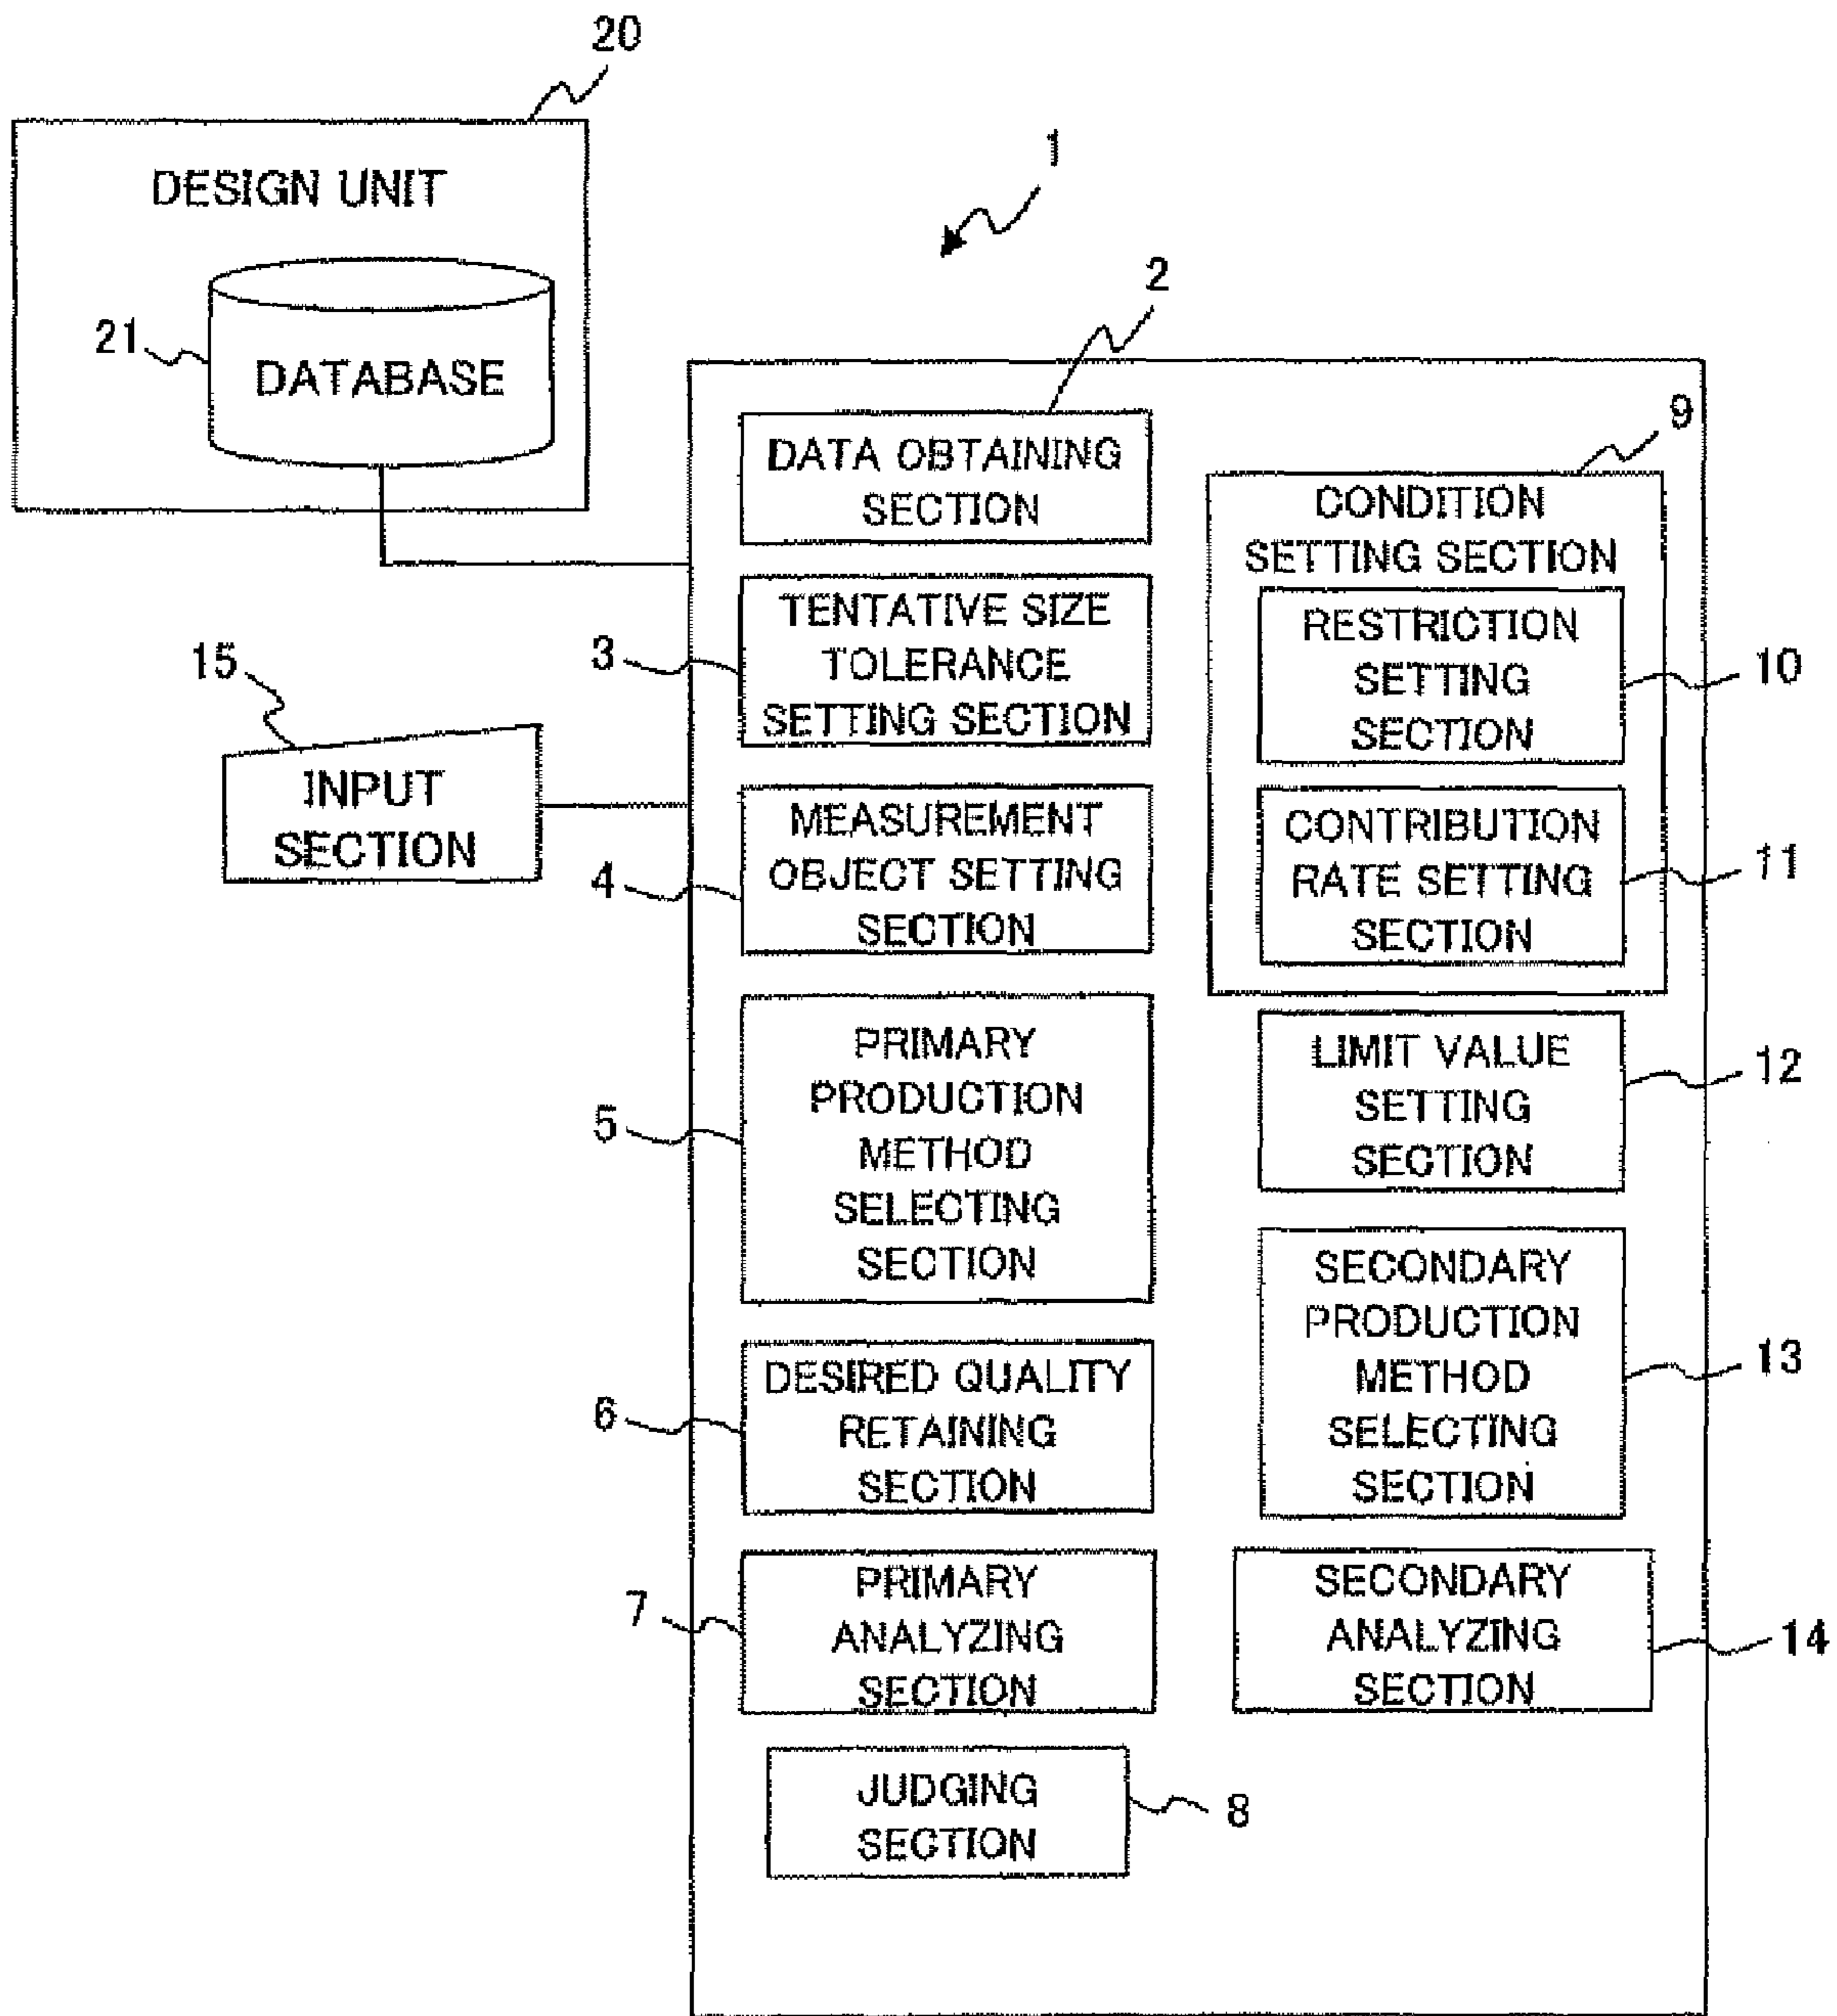 20
DESIGN UNIT
21
DATABASE
1
2
DATA OBTAINING
SECTION
3
TENTATIVE SIZE
TOLERANCE
SETTING SECTION
15
INPUT
SECTION
4
MEASUREMENT
OBJECT SETTING
SECTION
5
PRIMARY
PRODUCTION
METHOD
SELECTING
SECTION
6
DESIRED QUALITY
RETAINING
SECTION
7
PRIMARY
ANALYZING
SECTION
JUDGING
SECTION
8
9
CONDITION
SETTING SECTION
RESTRICTION
SETTING
SECTION
10
CONTRIBUTION
RATE SETTING
SECTION
11
LIMIT VALUE
SETTING
SECTION
12
SECONDARY
PRODUCTION
METHOD
SELECTING
SECTION
13
SECONDARY
ANALYZING
SECTION
14